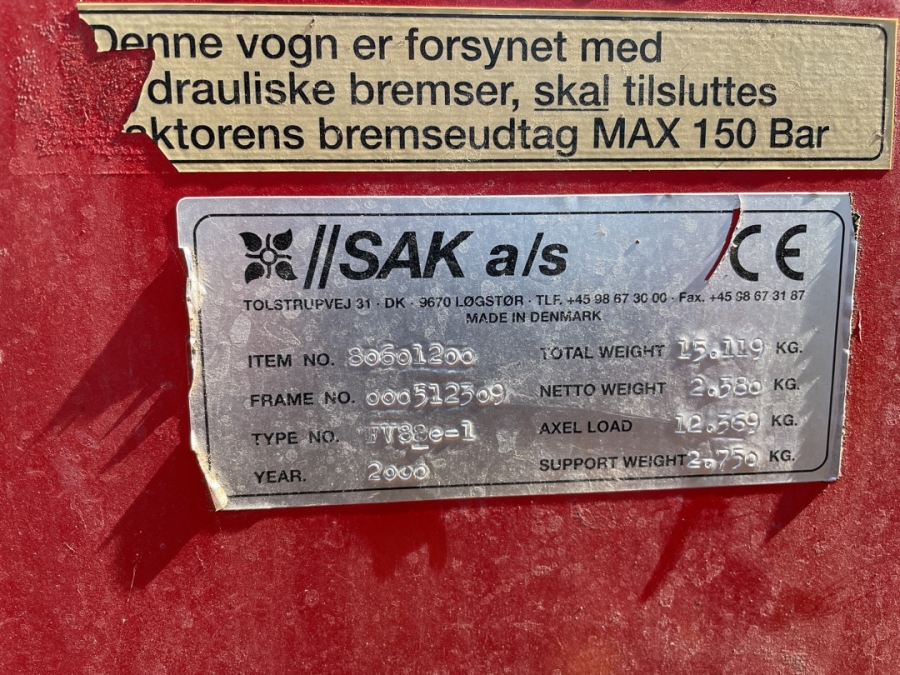 Denne vogn er forsynet med
drauliske bremser, skal tilsluttes
aktorens bremseudtag MAX 150 Bar
//SAK a/s CE
TOLSTRUPVEJ 31 · DK · 9670 LØGSTØR · TLF. +45 98 67 30 00 · Fax. +45 98 67 31 87
MADE IN DENMARK
ITEM NO. 80601200 TOTAL WEIGHT 15.119 KG.
FRAME NO. 000512309 NETTO WEIGHT 2.380 KG.
TYPE NO. AXEL LOAD 12.369 KG.
YEAR. 2000 SUPPORT WEIGHT 2.750 KG.